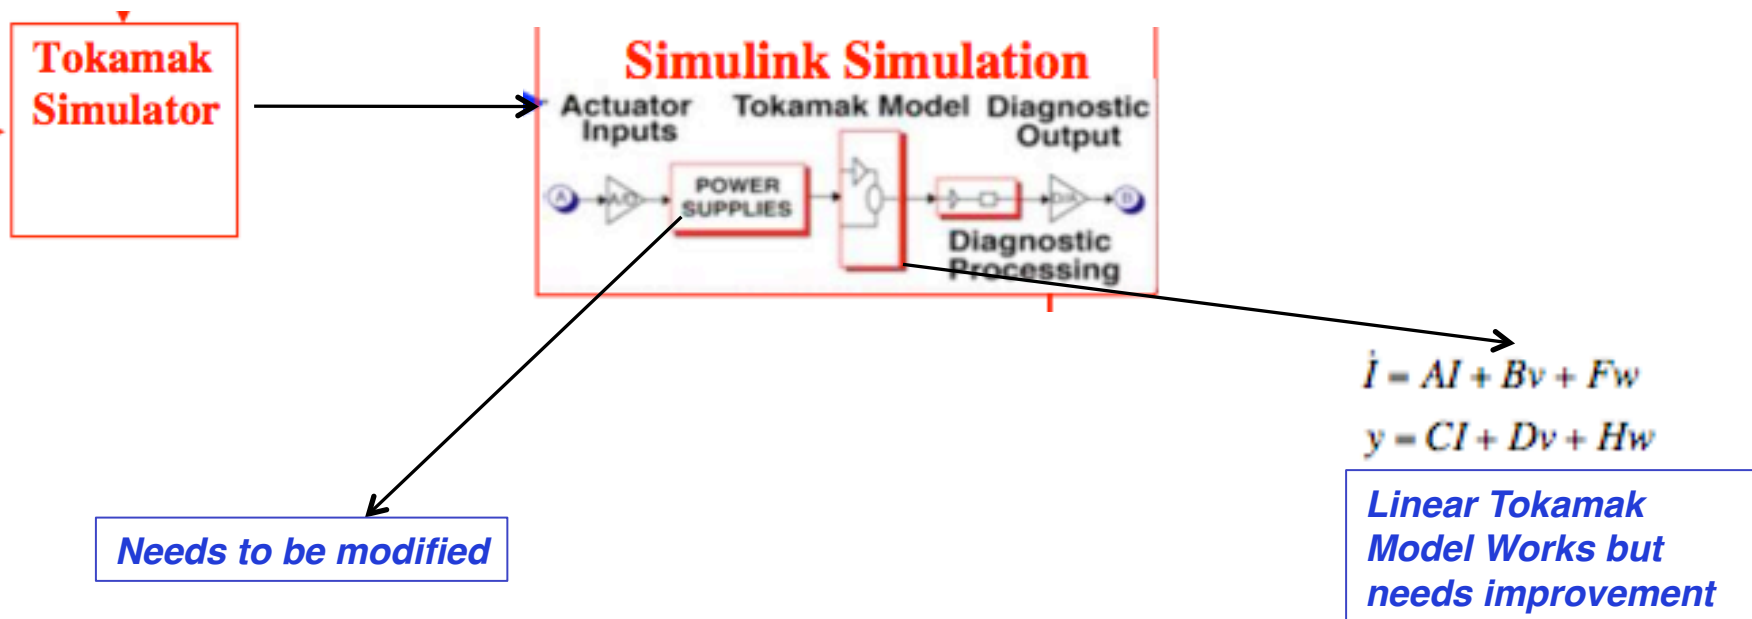 Tokamak
Simulator
Simulink Simulation
Actuator
Inputs
Tokamak Model
Diagnostic
Output
A
A/D
POWER
SUPPLIES
D/A
B
Diagnostic
Processing
İ = AI + Bv + Fw
y = CI + Dv + Hw
Needs to be modified
Linear Tokamak
Model Works but
needs improvement